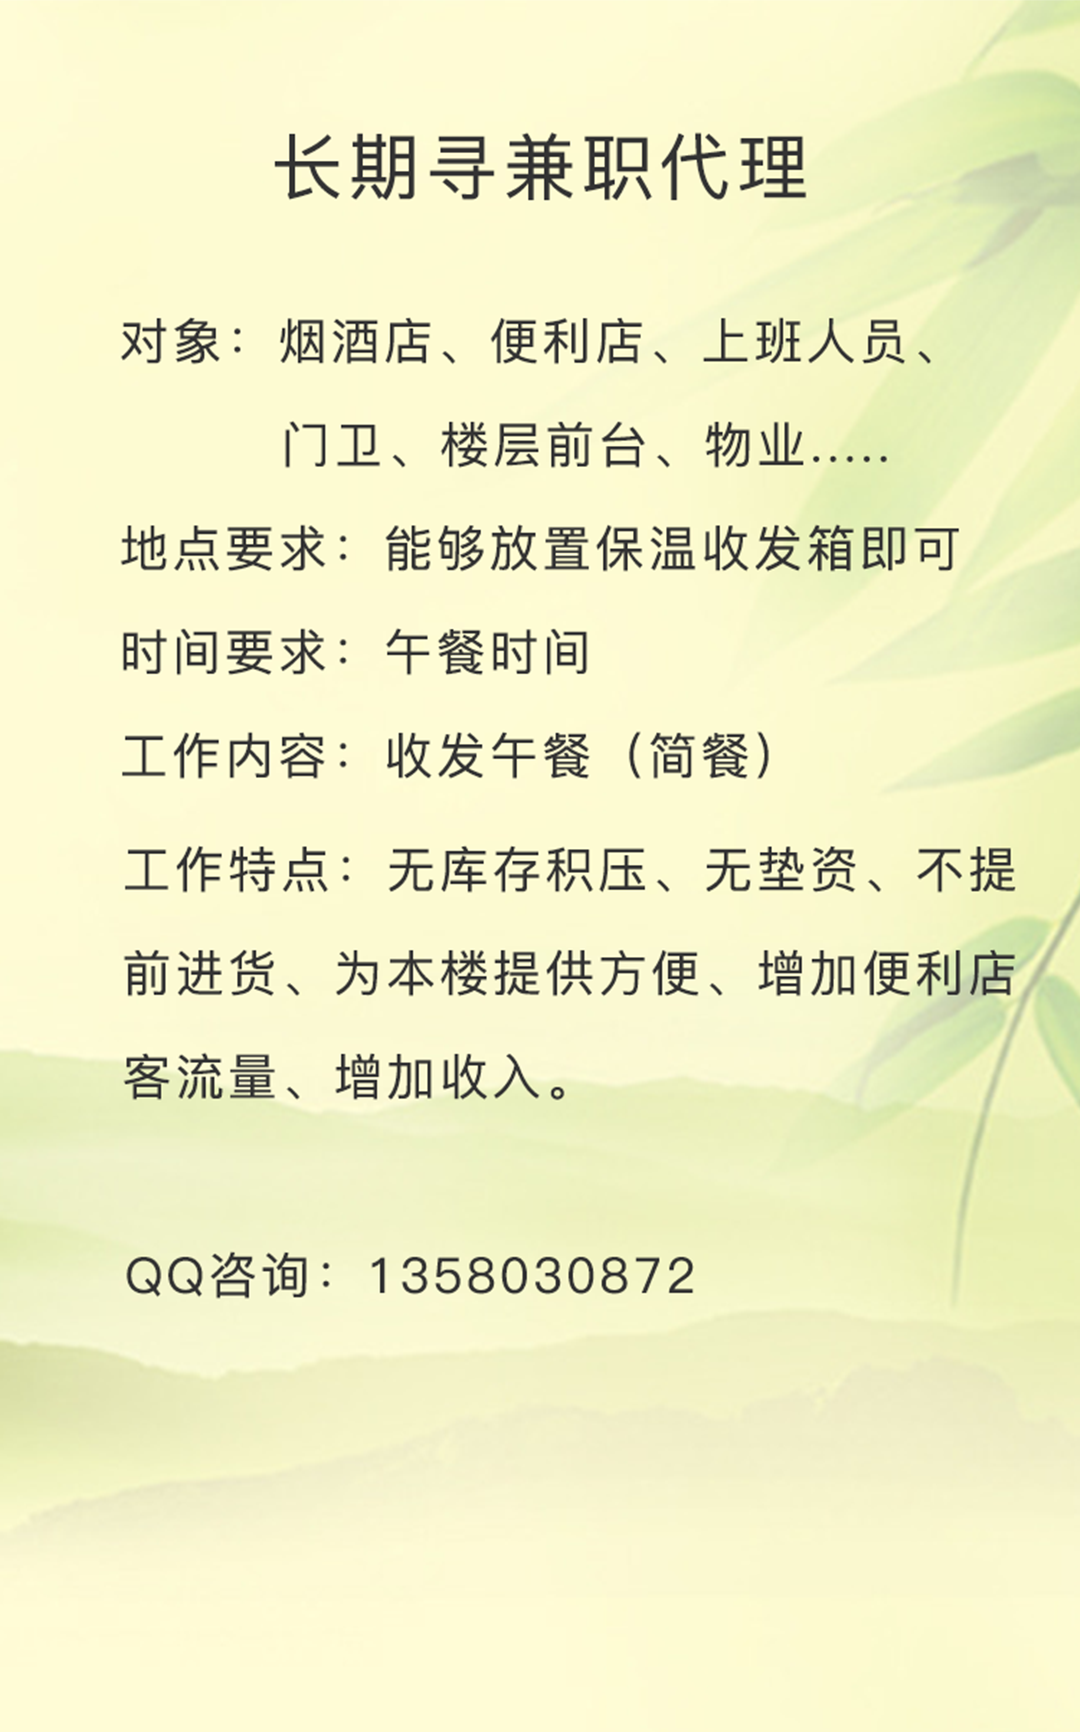 长期寻兼职代理
对象：烟酒店、便利店、上班人员、
门卫、楼层前台、物业.....
地点要求：能够放置保温收发箱即可
时间要求：午餐时间
工作内容：收发午餐（简餐）
工作特点：无库存积压、无垫资、不提
前进货、为本楼提供方便、增加便利店
客流量、增加收入。
QQ咨询：1358030872